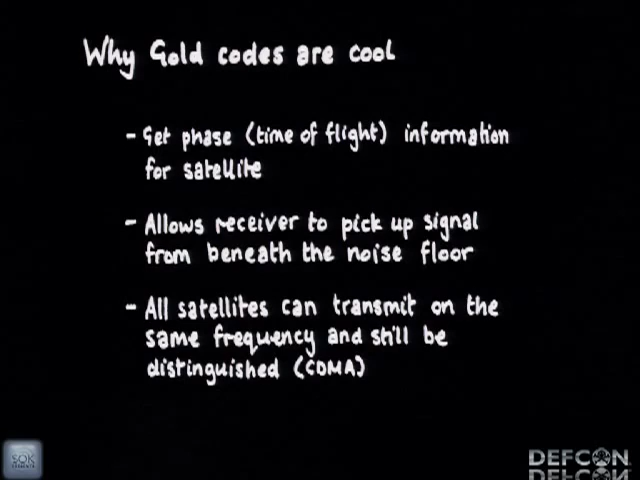 Why Gold codes are cool
- Get phase (time of flight) information
for satellite
- Allows receiver to pick up signal
from beneath the noise floor
- All satellites can transmit on the
same frequency and still be
distinguished (CDMA)
SOK
DEFCON